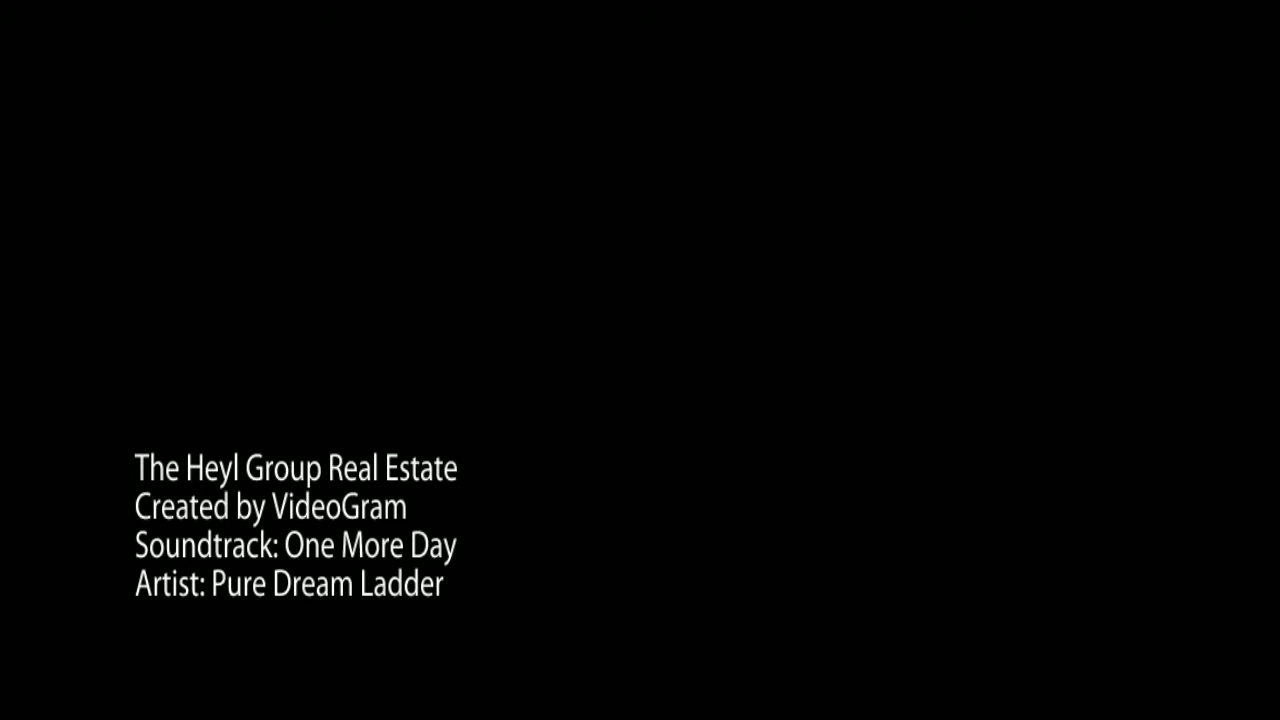 The Heyl Group Real Estate
Created by VideoGram
Soundtrack: One More Day
Artist: Pure Dream Ladder